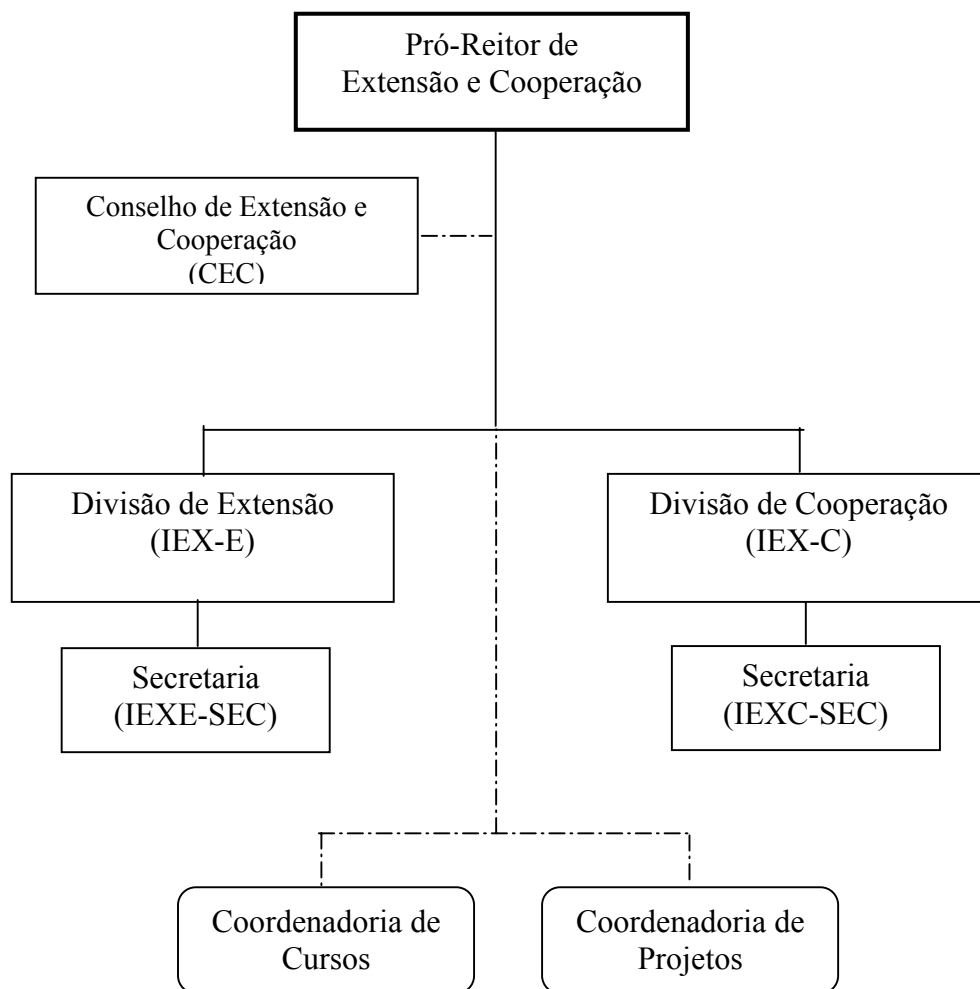 Pró-Reitor de
Extensão e Cooperação
Conselho de Extensão e
Cooperação
(CEC)
Divisão de Extensão
(IEX-E)
Divisão de Cooperação
(IEX-C)
Secretaria
(IEXE-SEC)
Secretaria
(IEXC-SEC)
Coordenadoria de
Cursos
Coordenadoria de
Projetos